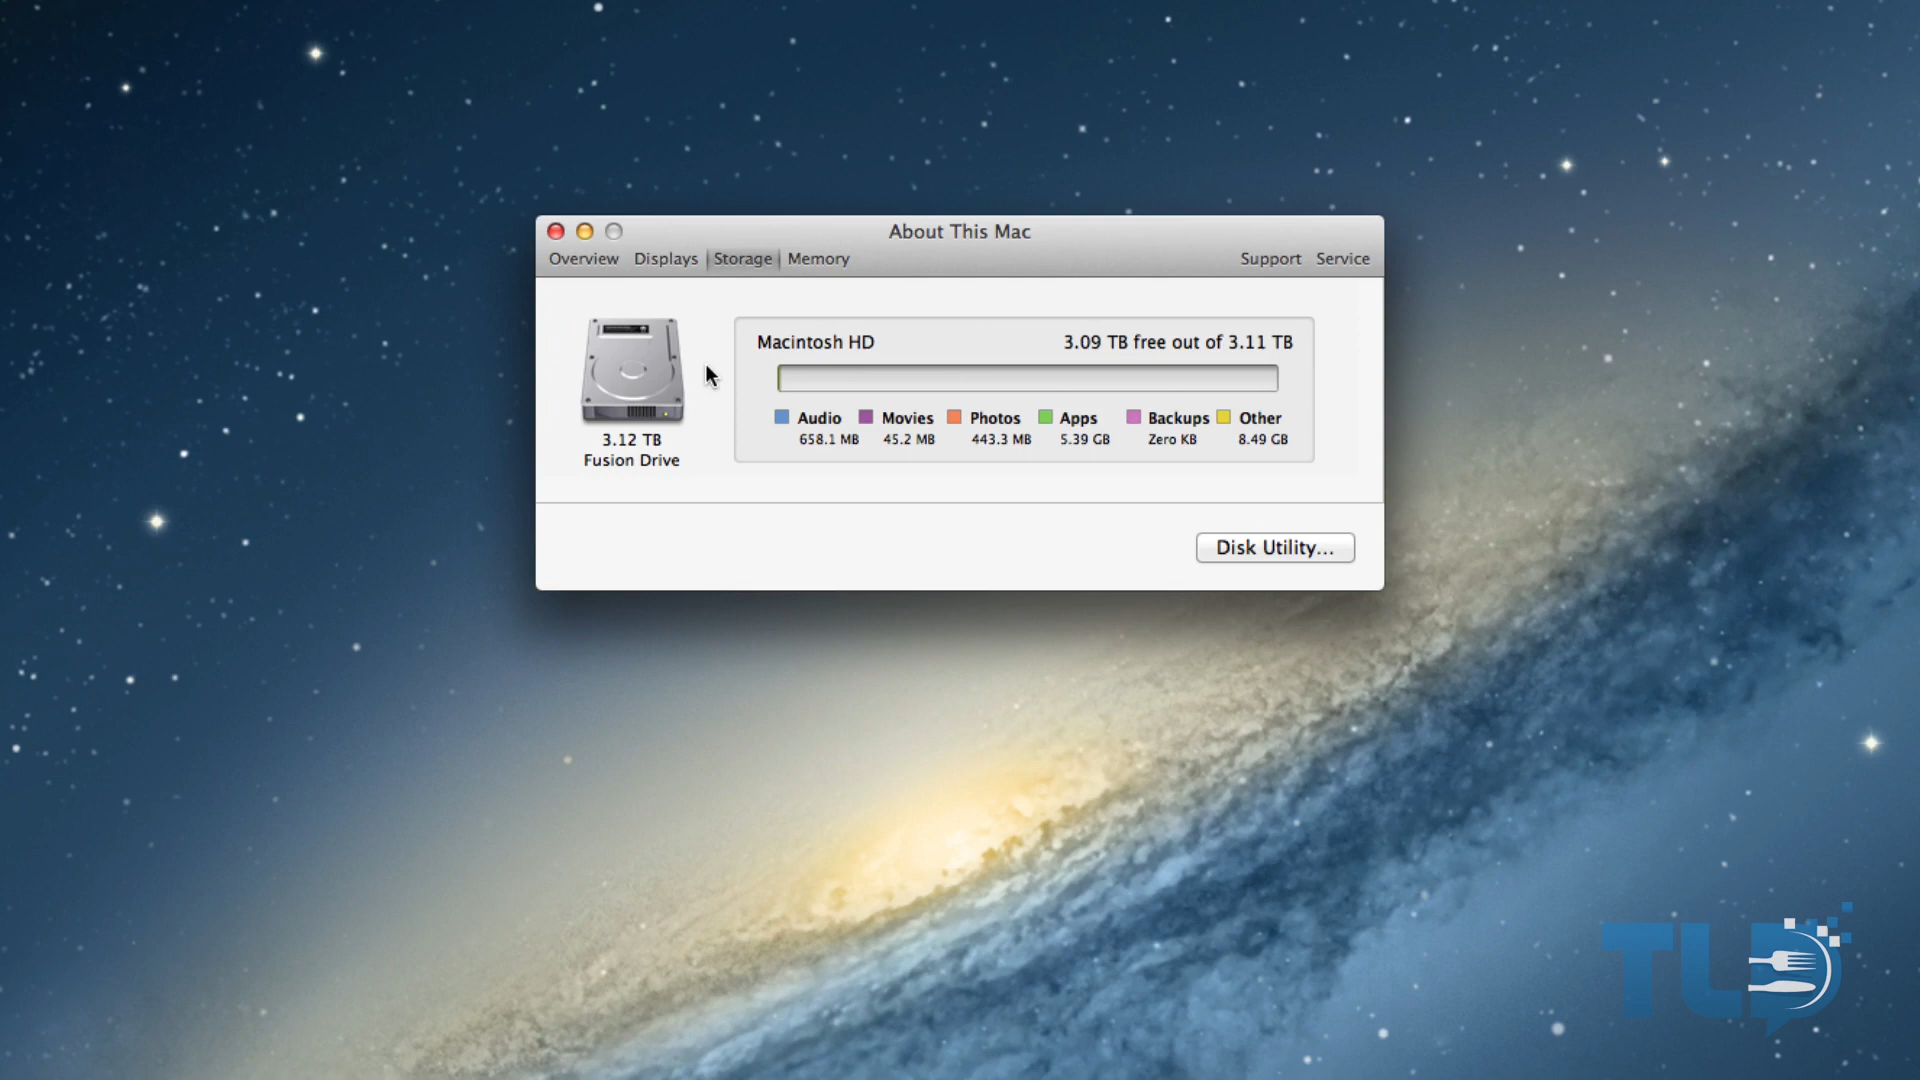 About This Mac
Overview Displays Storage Memory Support Service
Macintosh HD 3.09 TB free out of 3.11 TB
Audio Movies Photos Apps Backups Other
658.1 MB 45.2 MB 443.3 MB 5.39 GB Zero KB 8.49 GB
3.12 TB
Fusion Drive
Disk Utility...
TLD